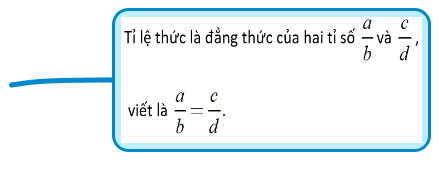 Tỉ lệ thức là đẳng thức của hai tỉ số a/b và c/d,
viết là a/b = c/d.